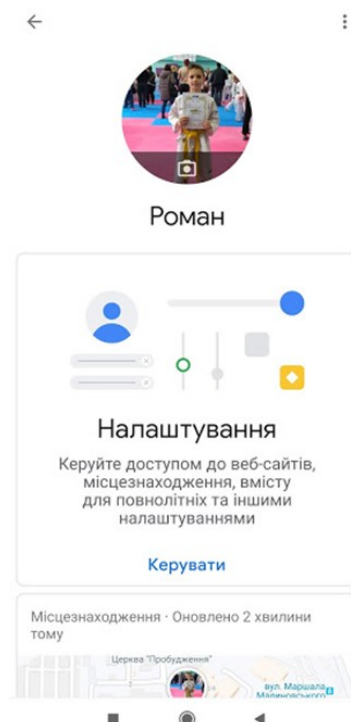 Роман
Налаштування
Керуйте доступом до веб-сайтів,
місцезнаходження, вмісту
для повнолітніх та іншими
налаштуваннями
Керувати
Місцезнаходження · Оновлено 2 хвилини
тому
Церква "Пробудження"
вул. Маршала
Малиновського